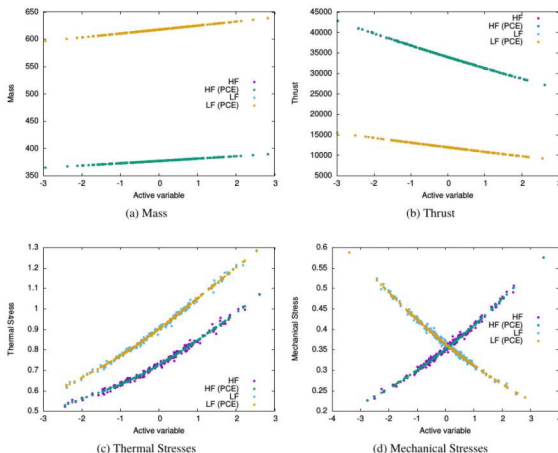 650
600
550
500
450
400
350
Mass
HF
HF (PCE)
LF
LF (PCE)
-3 -2 -1 0 1 2 3
Active variable
(a) Mass
45000
40000
35000
30000
25000
20000
15000
10000
5000
Thrust
HF
HF (PCE)
LF
LF (PCE)
-3 -2 -1 0 1 2 3
Active variable
(b) Thrust
1.3
1.2
1.1
1
0.9
0.8
0.7
0.6
0.5
Thermal Stress
HF
HF (PCE)
LF
LF (PCE)
-3 -2 -1 0 1 2 3
Active variable
(c) Thermal Stresses
0.6
0.55
0.5
0.45
0.4
0.35
0.3
0.25
0.2
Mechanical Stress
HF
HF (PCE)
LF
LF (PCE)
-4 -3 -2 -1 0 1 2 3 4
Active variable
(d) Mechanical Stresses